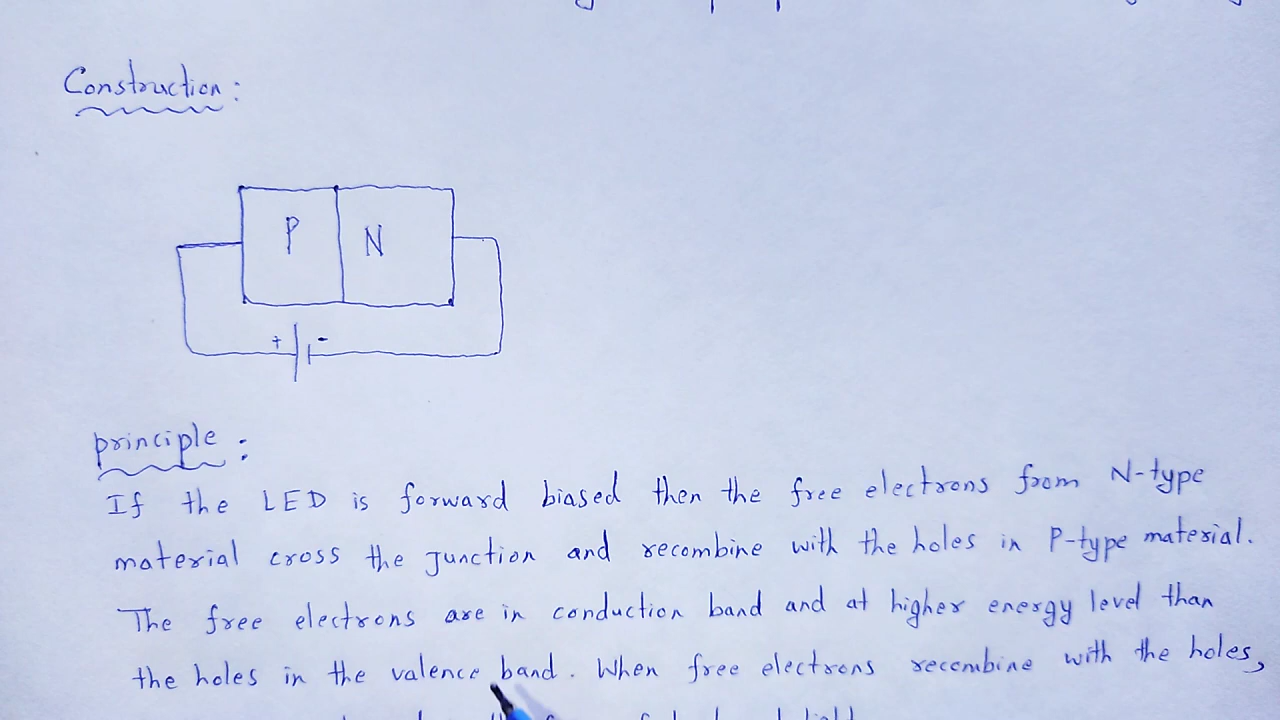 Construction:
P N
+ -
principle:
If the LED is forward biased then the free electrons from N-type
material cross the junction and recombine with the holes in P-type material.
The free electrons are in conduction band and at higher energy level than
the holes in the valence band. When free electrons recombine with the holes,